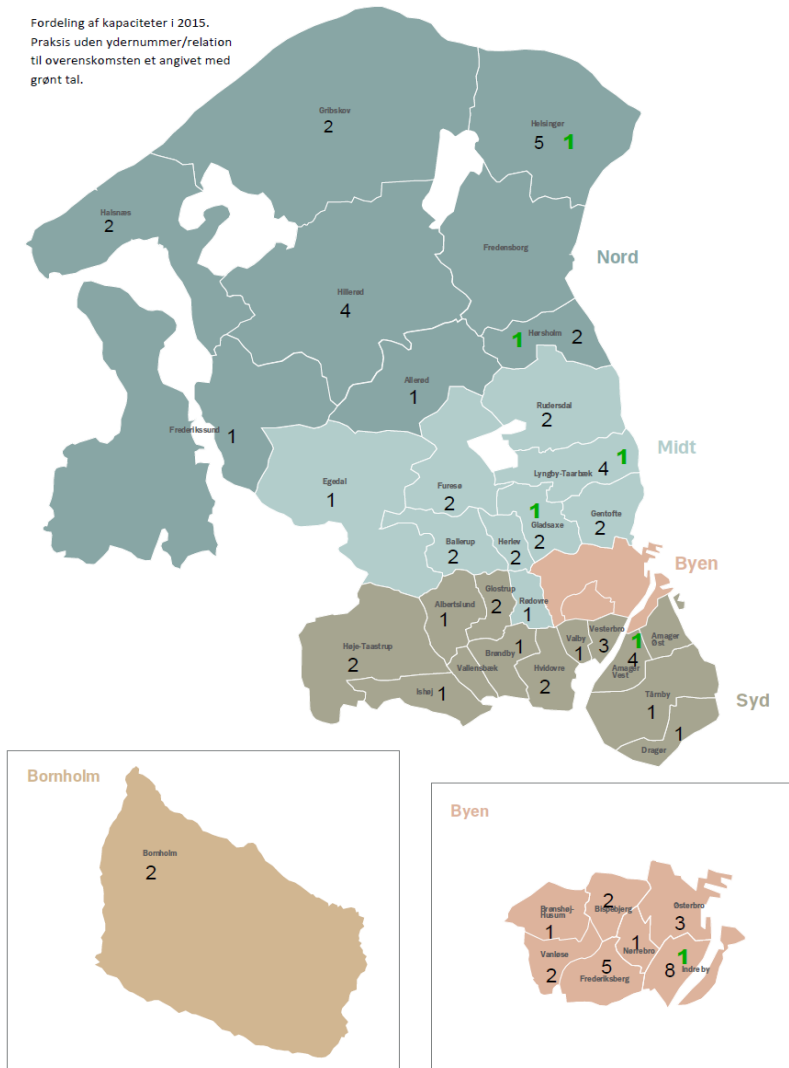 Fordeling af kapaciteter i 2015.
Praksis uden ydernummer/relation
til overenskomsten et angivet med
grønt tal.
Gribskov
2
Helsingør
5 1
Halsnæs
2
Fredensborg
Nord
Hillerød
4
Hørsholm
1 2
Allerød
1
Frederikssund 1
Rudersdal
2
Midt
Lyngby-Taarbæk 4 1
Egedal
1
Furesø
2
1
Gladsaxe
2
Gentofte
2
Ballerup
2
Herlev
2
Byen
Glostrup
2
Rødovre
1
Albertslund
1
Høje-Taastrup
2
Brøndby 1
Vallensbæk
Ishøj 1
Hvidovre
2
Valby
1
Vesterbro
3
1
4
Amager
Vest
Amager
Øst
Tårnby
1
Syd
1
Dragør
Bornholm
Bornholm
2
Byen
Brønshøj-
Husum
1
2
Bispebjerg
Østerbro
3
1
Nørrebro
Vanløse
2
5
Frederiksberg
1
8 Indre by